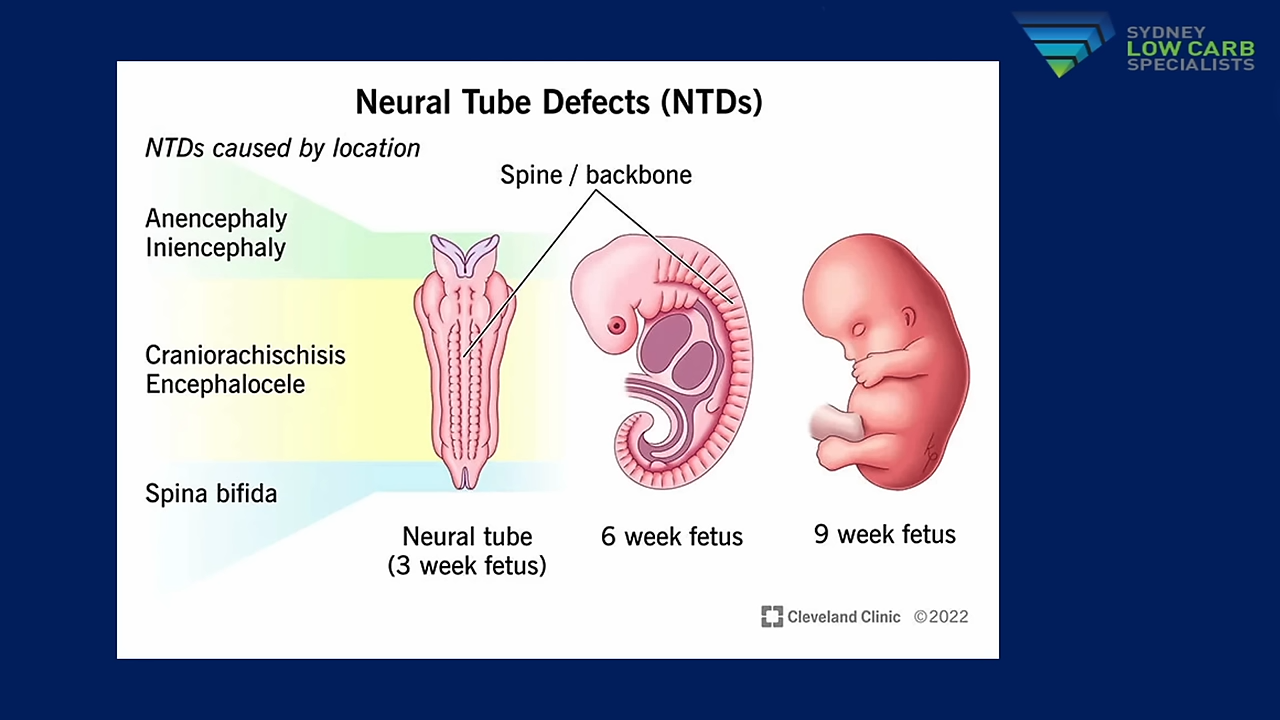 SYDNEY
LOW CARB
SPECIALISTS
Neural Tube Defects (NTDs)
NTDs caused by location
Spine / backbone
Anencephaly
Iniencephaly
Craniorachischisis
Encephalocele
Spina bifida
Neural tube
(3 week fetus)
6 week fetus
9 week fetus
Cleveland Clinic ©2022